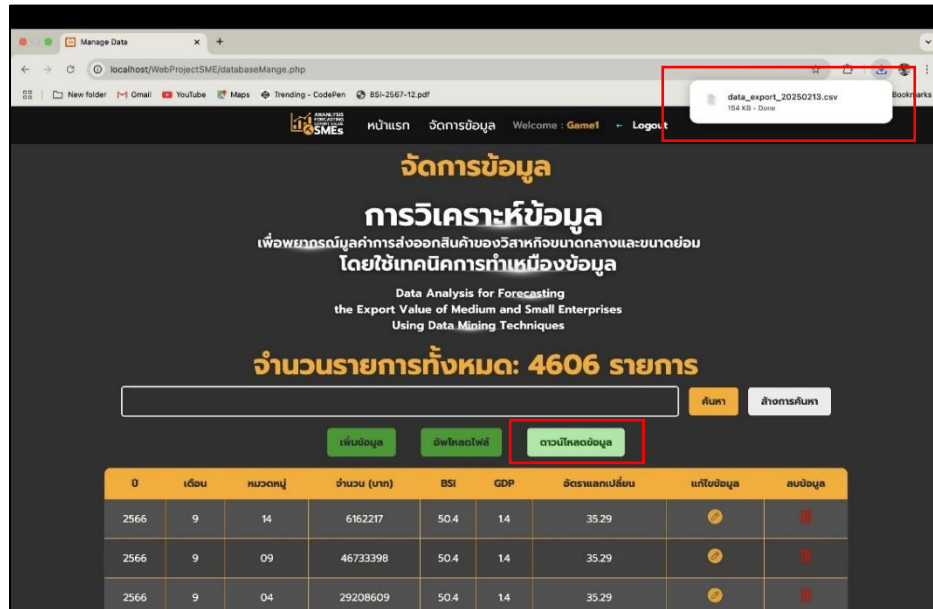 Manage Data
localhost/WebProjectSME/databaseMange.php
New folder
Gmail
YouTube
Maps
Trending - CodePen
BSI-2567-12.pdf
Bookmarks
data_export_20250213.csv
154 KB • Done
ANANLYSIS
FORECASTING
EXPORT VALUE
SMEs
หน้าแรก
จัดการข้อมูล
Welcome : Game1
Logout
จัดการข้อมูล
การวิเคราะห์ข้อมูล
เพื่อพยากรณ์มูลค่าการส่งออกสินค้าของวิสาหกิจขนาดกลางและขนาดย่อม
โดยใช้เทคนิคการทำเหมืองข้อมูล
Data Analysis for Forecasting
the Export Value of Medium and Small Enterprises
Using Data Mining Techniques
จำนวนรายการทั้งหมด: 4606 รายการ
ค้นหา
ล้างการค้นหา
เพิ่มข้อมูล
อัพโหลดไฟล์
ดาวน์โหลดข้อมูล
ปี เดือน หมวดหมู่ จำนวน (บาท) BSI GDP อัตราแลกเปลี่ยน แก้ไขข้อมูล ลบข้อมูล
2566 9 14 6162217 50.4 1.4 35.29
2566 9 09 46733398 50.4 1.4 35.29
2566 9 04 29208609 50.4 1.4 35.29